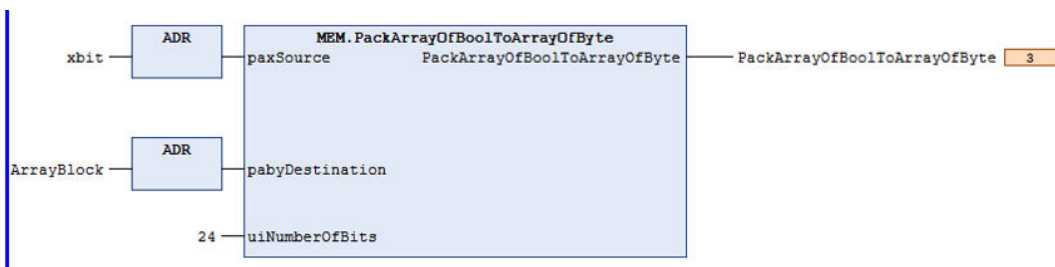 ADR
MEM.PackArrayOfBoolToArrayOfByte
xbit paxSource PackArrayOfBoolToArrayOfByte PackArrayOfBoolToArrayOfByte 3
ADR
ArrayBlock pabyDestination
24 uiNumberOfBits